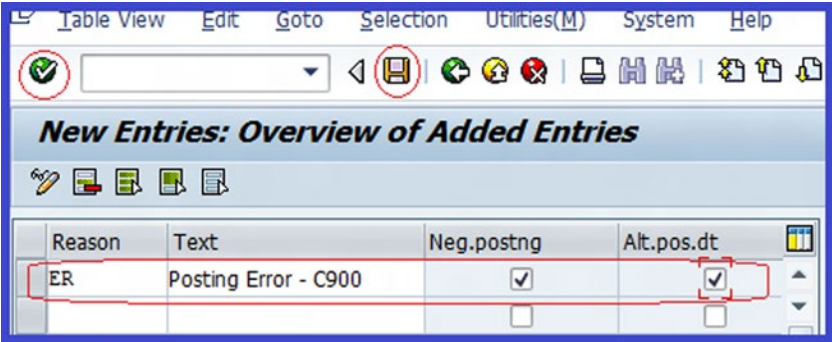 Table View Edit Goto Selection Utilities(M) System Help
New Entries: Overview of Added Entries
Reason Text Neg.postng Alt.pos.dt
ER Posting Error - C900